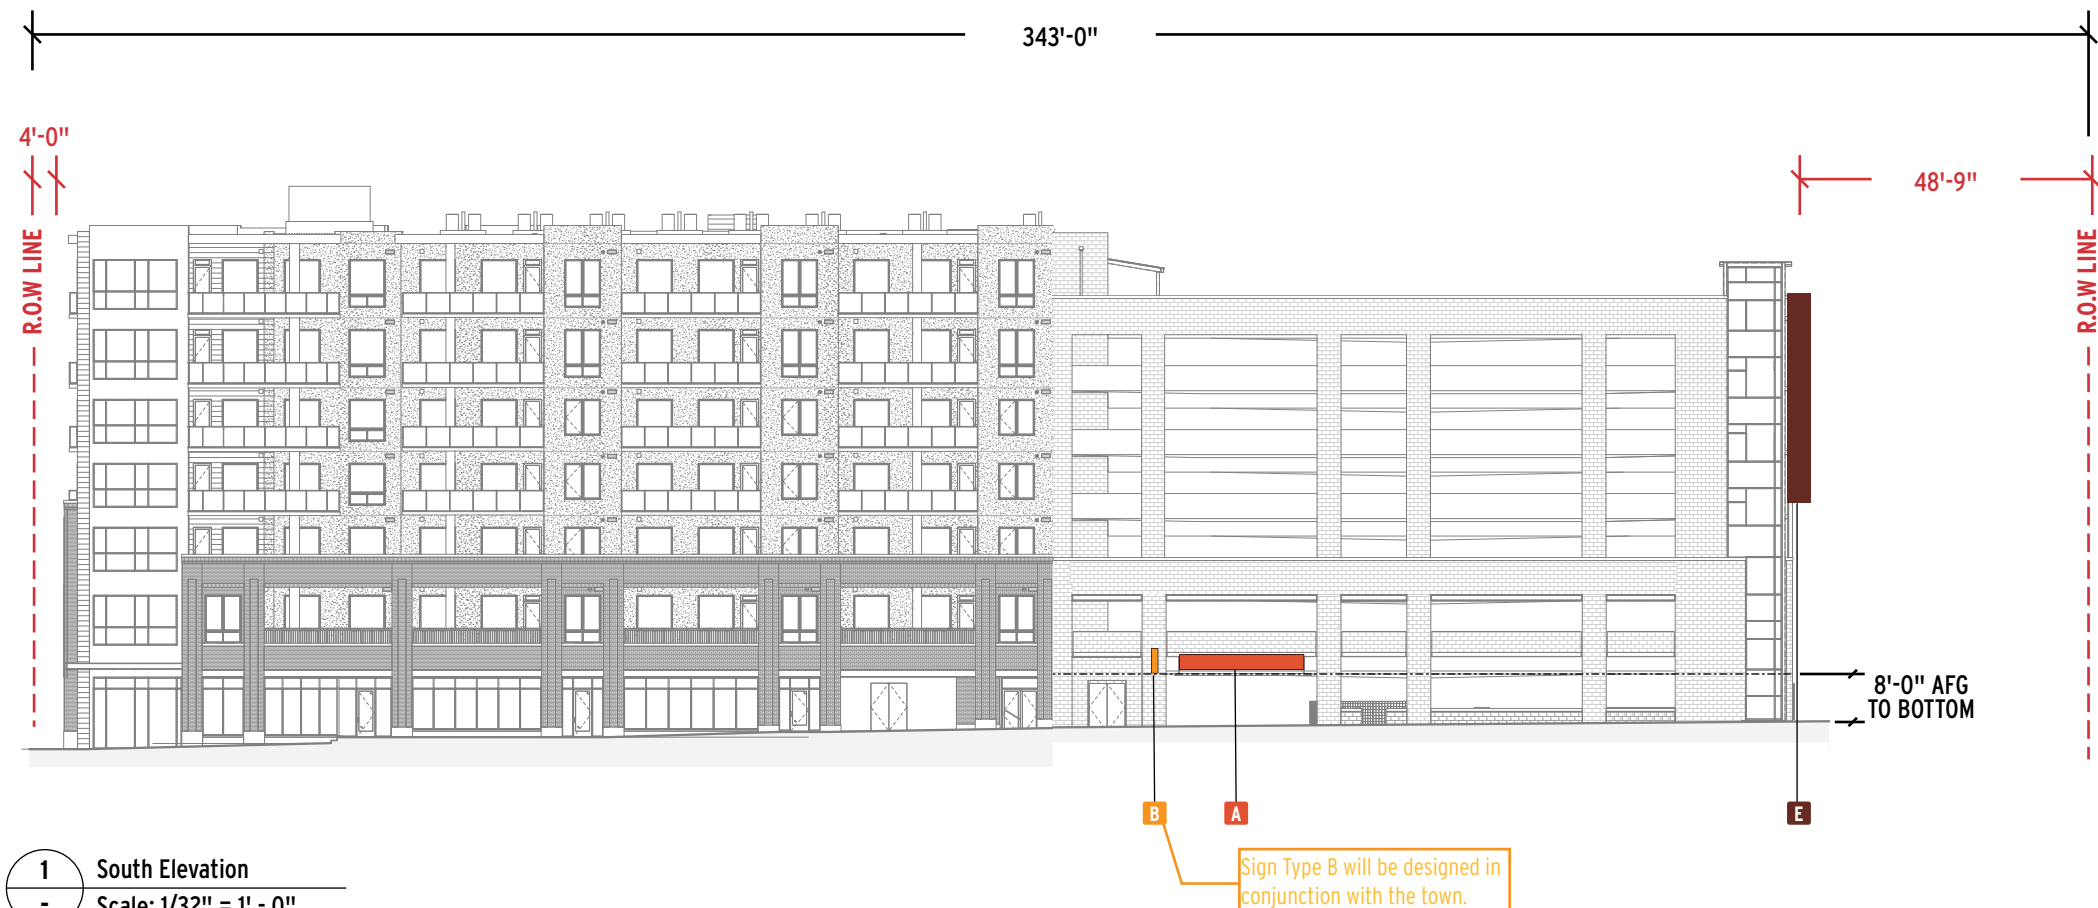 343'-0"
4'-0"
48'-9"
R.O.W LINE
R.O.W LINE
8'-0" AFG
TO BOTTOM
B
A
E
Sign Type B will be designed in
conjunction with the town.
1
South Elevation
-
Scale: 1/32" = 1' - 0"